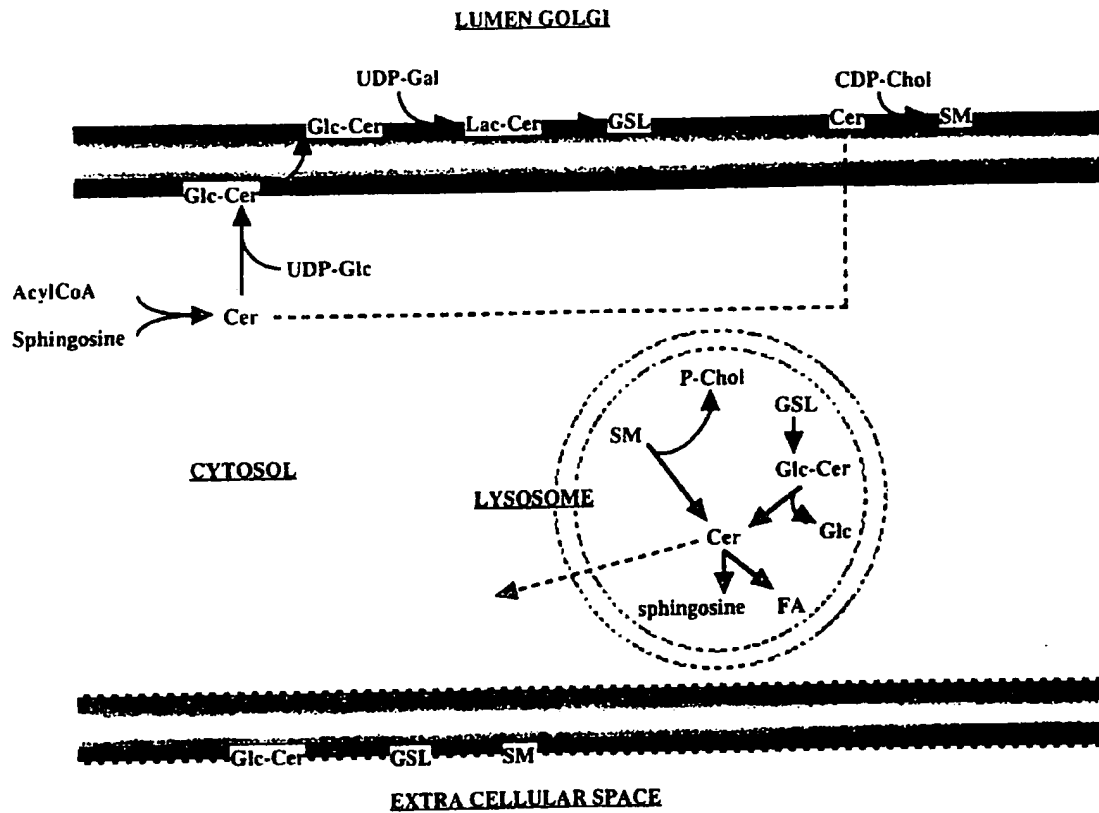 LUMEN GOLGI
UDP-Gal
CDP-Chol
Glc-Cer
Lac-Cer
GSL
Cer
SM
Glc-Cer
UDP-Glc
AcylCoA
Cer
Sphingosine
P-Chol
GSL
SM
Glc-Cer
CYTOSOL
LYSOSOME
Cer
Glc
sphingosine
FA
Glc-Cer
GSL
SM
EXTRA CELLULAR SPACE